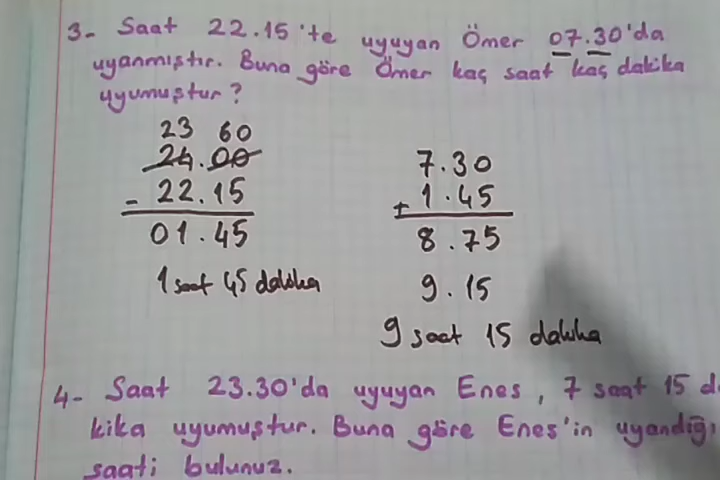 3- Saat 22.15'te uyuyan Ömer 07.30'da
uyanmıştır. Buna göre Ömer kaç saat kaç dakika
uyumuştur?
23 60
24.00
- 22.15
01.45
1 saat 45 dakika
7.30
+ 1.45
8.75
9.15
9 saat 15 dakika
4- Saat 23.30'da uyuyan Enes, 7 saat 15 d
kika uyumuştur. Buna göre Enes'in uyandığı
saati bulunuz.